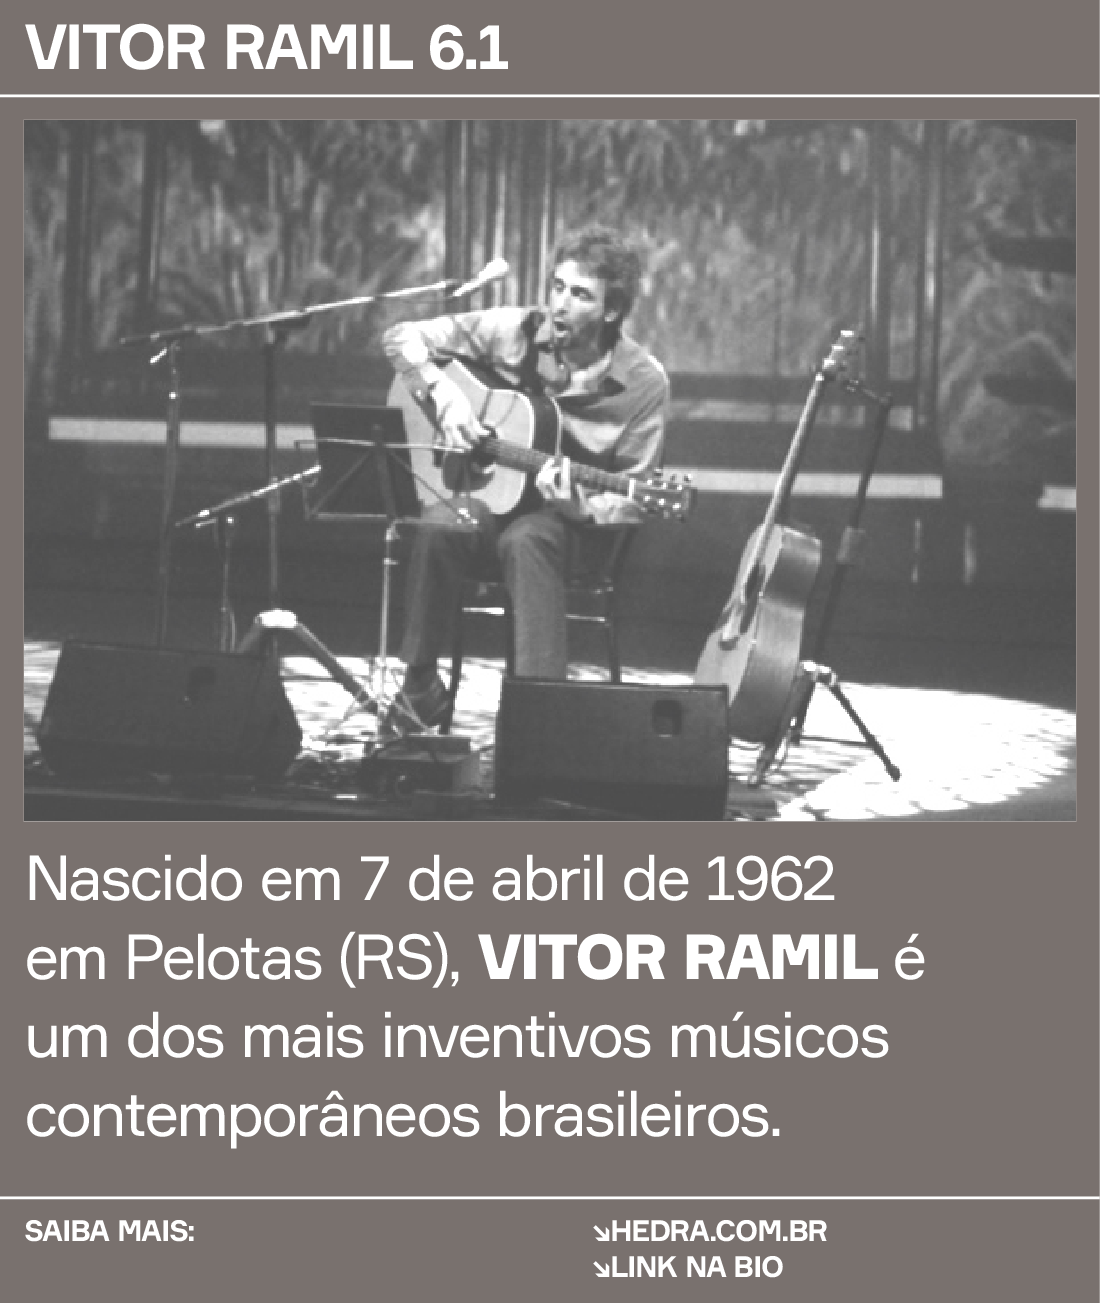 VITOR RAMIL 6.1
Nascido em 7 de abril de 1962
em Pelotas (RS), VITOR RAMIL é
um dos mais inventivos músicos
contemporâneos brasileiros.
SAIBA MAIS:
↘HEDRA.COM.BR
↘LINK NA BIO